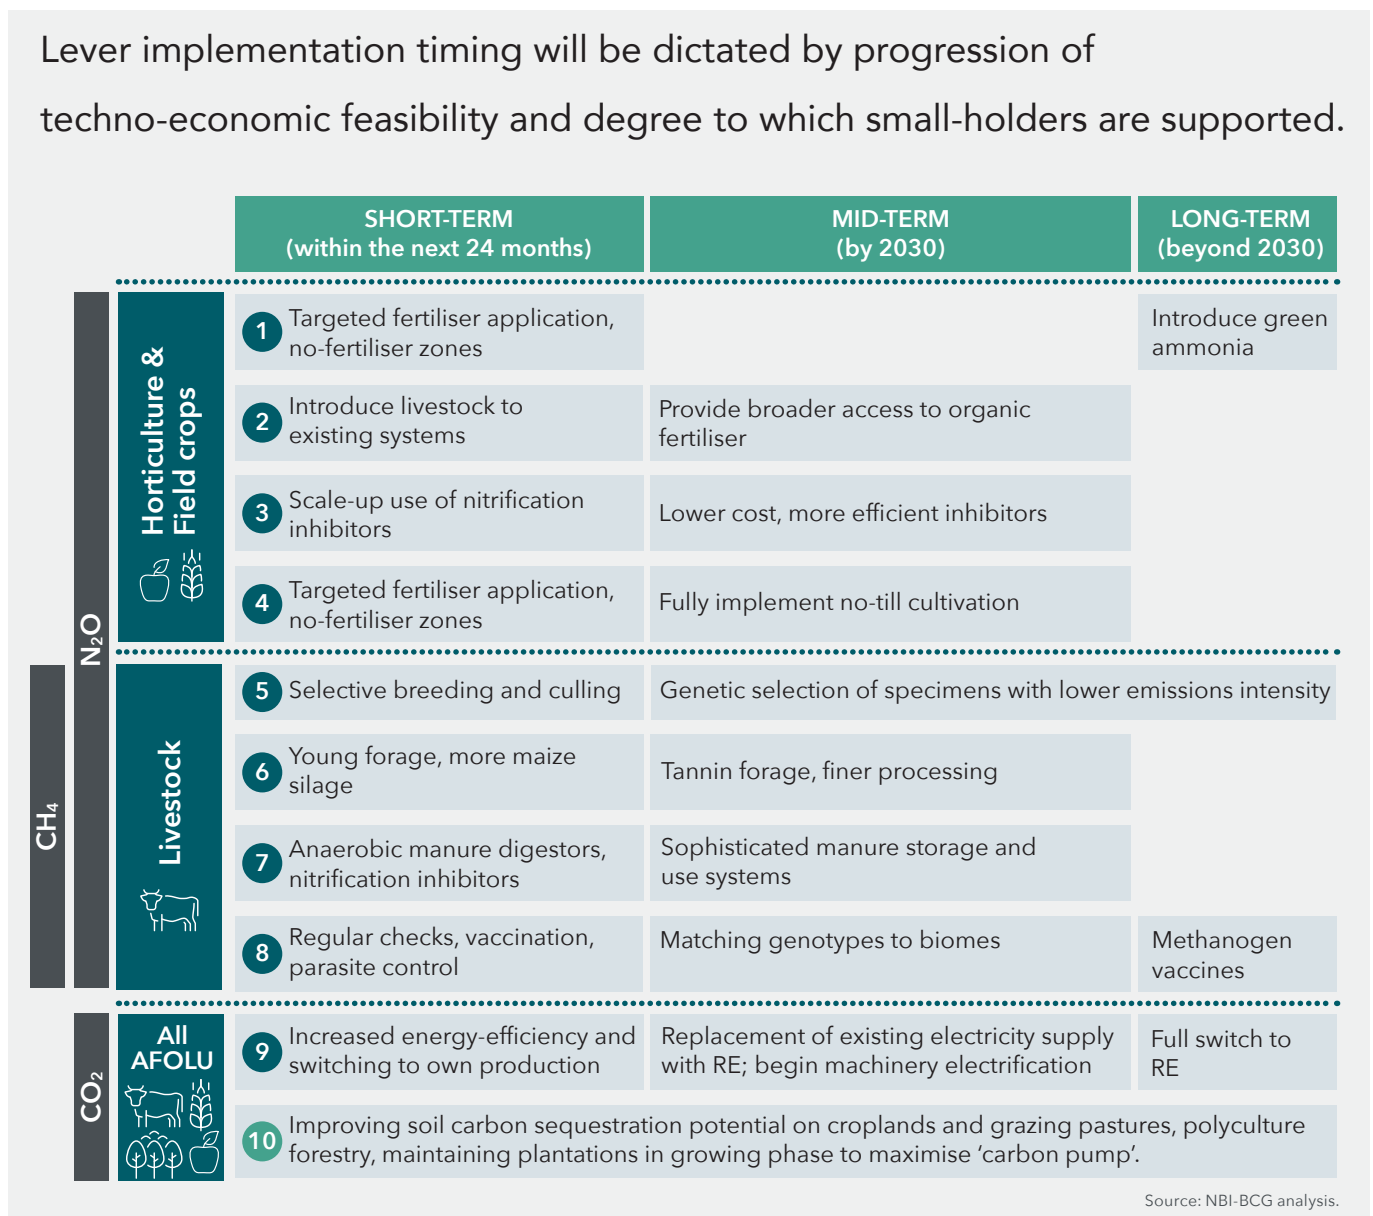 Lever implementation timing will be dictated by progression of
techno-economic feasibility and degree to which small-holders are supported.
SHORT-TERM
(within the next 24 months)
MID-TERM
(by 2030)
LONG-TERM
(beyond 2030)
N₂O
CH₄
CO₂
Horticulture &
Field crops
1
Targeted fertiliser application,
no-fertiliser zones
Introduce green
ammonia
2
Introduce livestock to
existing systems
Provide broader access to organic
fertiliser
3
Scale-up use of nitrification
inhibitors
Lower cost, more efficient inhibitors
4
Targeted fertiliser application,
no-fertiliser zones
Fully implement no-till cultivation
Livestock
5
Selective breeding and culling
Genetic selection of specimens with lower emissions intensity
6
Young forage, more maize
silage
Tannin forage, finer processing
7
Anaerobic manure digestors,
nitrification inhibitors
Sophisticated manure storage and
use systems
8
Regular checks, vaccination,
parasite control
Matching genotypes to biomes
Methanogen
vaccines
All
AFOLU
9
Increased energy-efficiency and
switching to own production
Replacement of existing electricity supply
with RE; begin machinery electrification
Full switch to
RE
10
Improving soil carbon sequestration potential on croplands and grazing pastures, polyculture
forestry, maintaining plantations in growing phase to maximise ‘carbon pump’.
Source: NBI-BCG analysis.